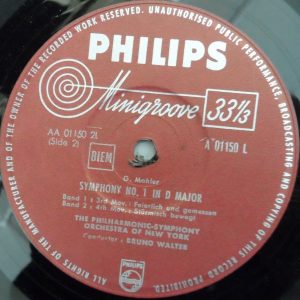 ALL RIGHTS OF THE MANUFACTURER AND OF THE OWNER OF THE RECORDED WORK RESERVED. UNAUTHORISED PUBLIC PERFORMANCE, BROADCASTING AND COPYING OF THIS RECORD PROHIBITED.
PHILIPS
Minigroove 33⅓
AA 01150 2L
(Side 2)
A 01150 L
BIEM
G. Mahler
SYMPHONY NO. 1 IN D MAJOR
Band 1 : 3rd Mov.: Feierlich und gemessen
Band 2 : 4th Mov.: Stürmisch bewegt
THE PHILHARMONIC-SYMPHONY
ORCHESTRA OF NEW YORK
Conductor : BRUNO WALTER
PHILIPS